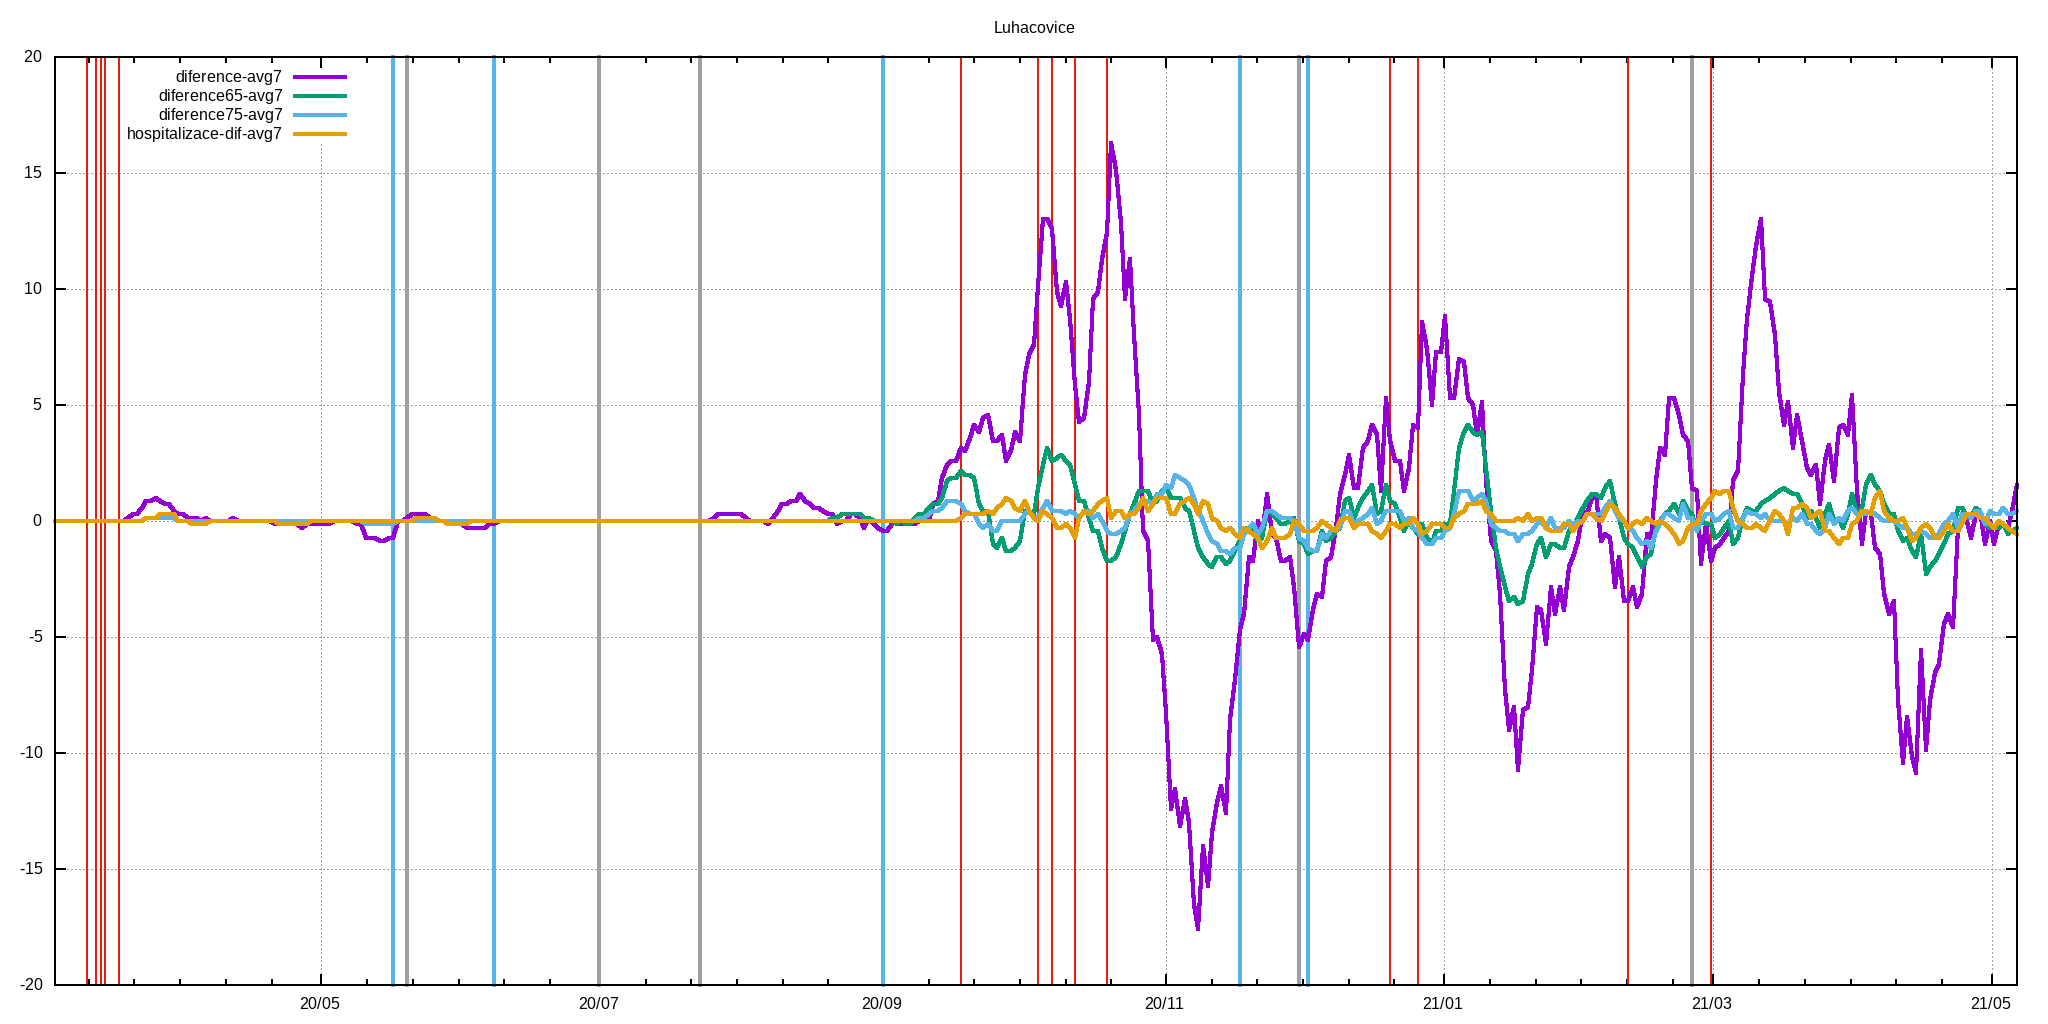 Luhacovice
20
15
10
5
0
-5
-10
-15
-20
diference-avg7
diference65-avg7
diference75-avg7
hospitalizace-dif-avg7
20/05 20/07 20/09 20/11 21/01 21/03 21/05